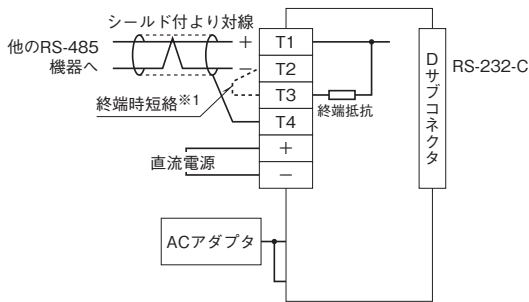 シールド付より対線
他のRS-485
機器へ
+
−
T1
T2
T3
T4
+
−
終端時短絡※1
終端抵抗
直流電源
Dサブコネクタ
RS-232-C
ACアダプタ